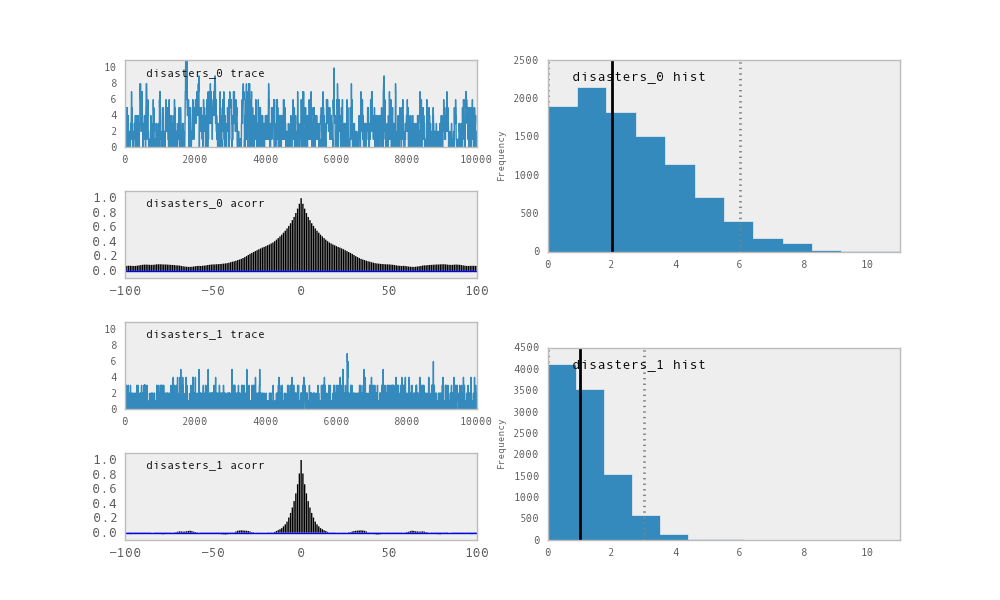 disasters_0 trace
10
8
6
4
2
0
0 2000 4000 6000 8000 10000
disasters_0 acorr
1.0
0.8
0.6
0.4
0.2
0.0
−100 −50 0 50 100
disasters_1 trace
10
8
6
4
2
0
0 2000 4000 6000 8000 10000
disasters_1 acorr
1.0
0.8
0.6
0.4
0.2
0.0
−100 −50 0 50 100
disasters_0 hist
Frequency
2500
2000
1500
1000
500
0
0 2 4 6 8 10
disasters_1 hist
Frequency
4500
4000
3500
3000
2500
2000
1500
1000
500
0
0 2 4 6 8 10